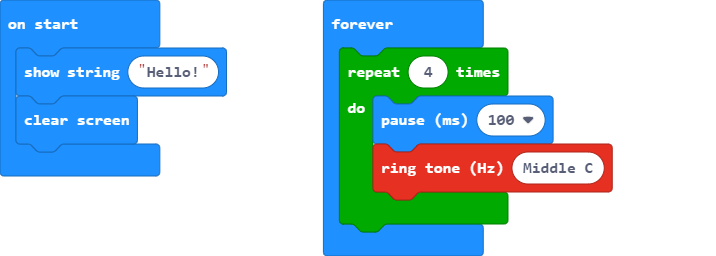 on start
show string "Hello!"
clear screen
forever
repeat 4 times
do
pause (ms) 100
ring tone (Hz) Middle C